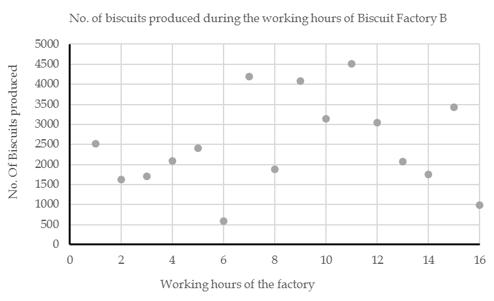 No. of biscuits produced during the working hours of Biscuit Factory B
No. Of Biscuits produced
5000
4500
4000
3500
3000
2500
2000
1500
1000
500
0
0 2 4 6 8 10 12 14 16
Working hours of the factory